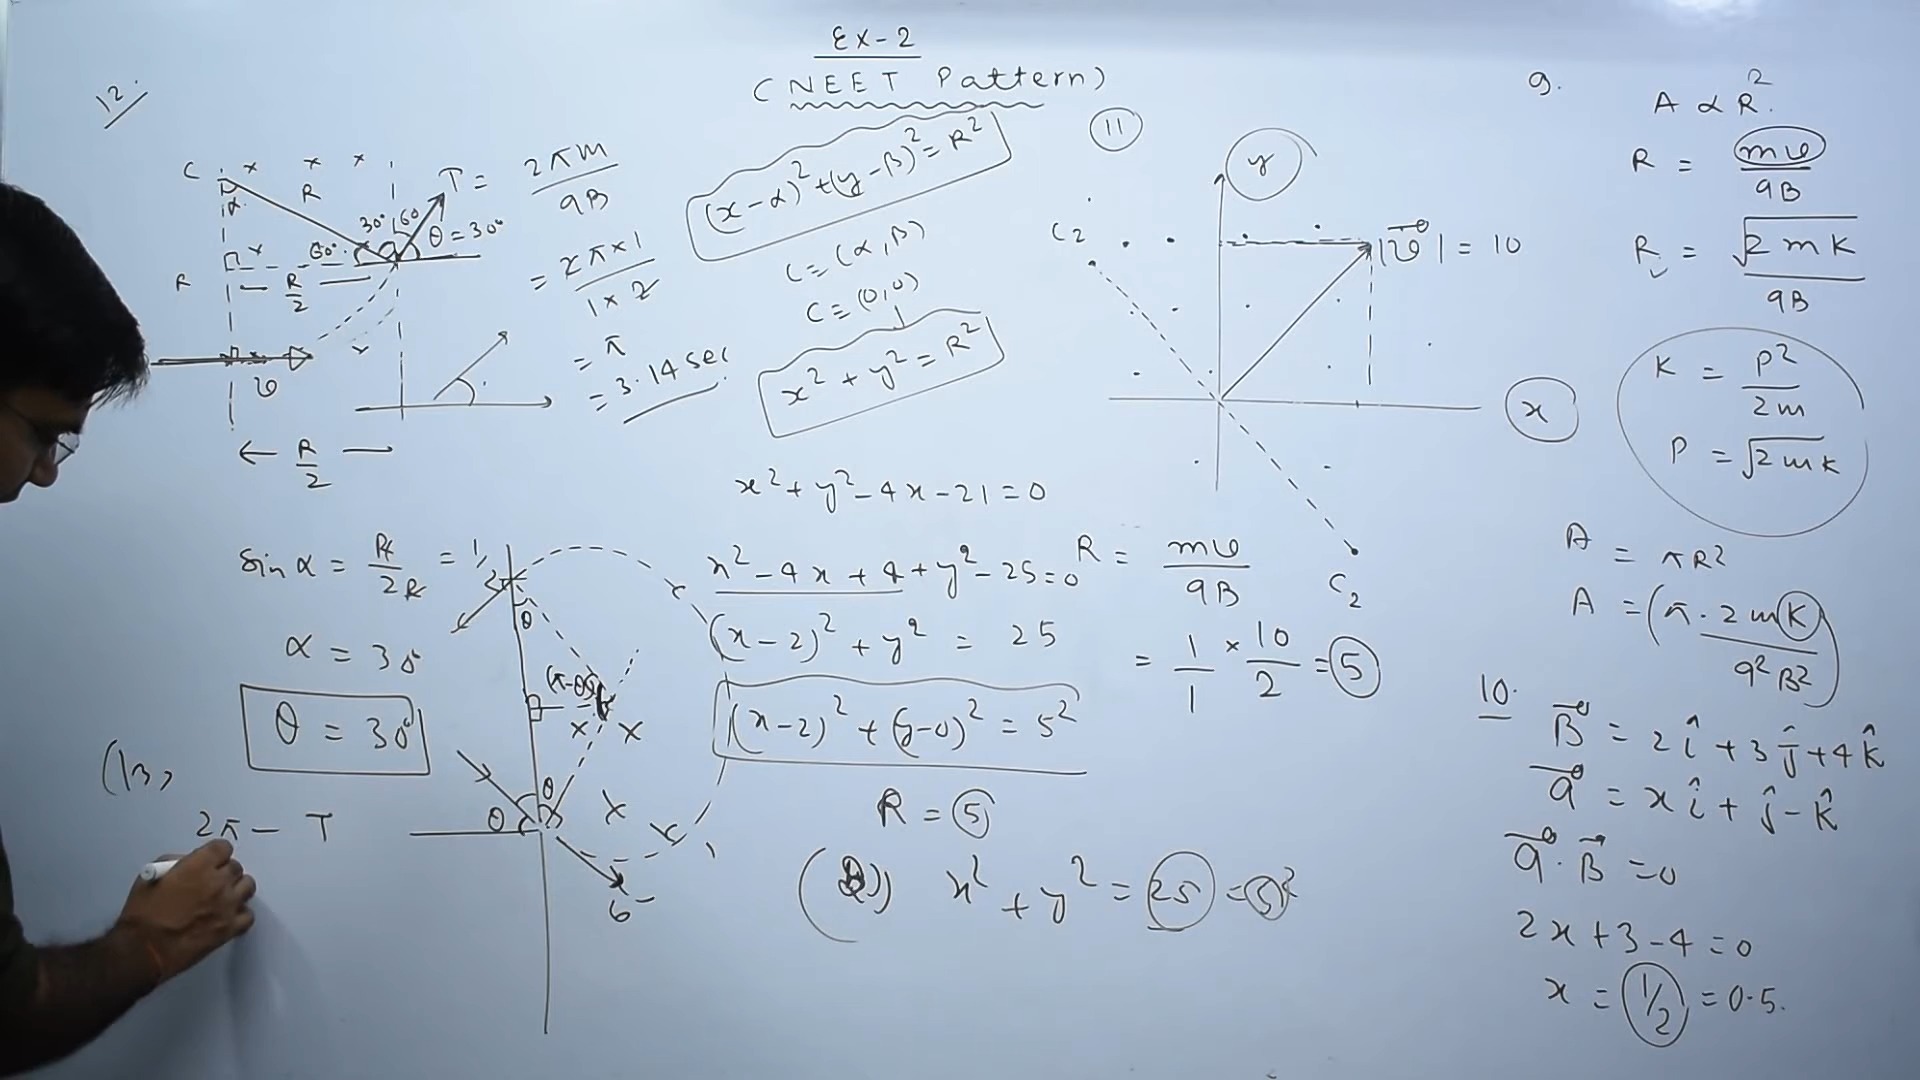 Ex-2
(NEET Pattern)
12.
C
R
α
30° 60
θ = 30°
60°
R
R/2
v
R/2
T = 2πm/qB
= 2π×1/1×2
= π
= 3.14 sec
sin α = R/2R = 1/2
α = 30°
θ = 30°
(x-α)²+(y-β)² = R²
C = (α, β)
C = (0,0)
x² + y² = R²
x² + y² - 4x - 21 = 0
x² - 4x + 4 + y² - 25 = 0
(x-2)² + y² = 25
(x-2)² + (y-0)² = 5²
R = 5
x² + y² = 25 = 5²
11
y
C2
|v⃗| = 10
x
C2
R = mv/qB
= 1/1 × 10/2 = 5
(13)
2π - T
θ
(π-θ)
θ
θ
9.
A α R².
R = mv/qB
R = √2mK/qB
K = P²/2m
P = √2mK
A = πR²
A = (π·2mK/q²B²)
10.
B⃗ = 2î + 3ĵ + 4k̂
a⃗ = xî + ĵ - k̂
a⃗·B⃗ = 0
2x + 3 - 4 = 0
x = 1/2 = 0.5.